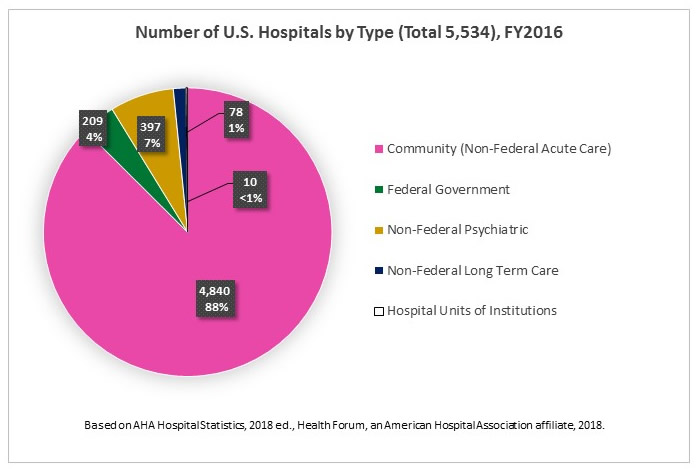 Number of U.S. Hospitals by Type (Total 5,534), FY2016
209
4%
397
7%
78
1%
10
<1%
4,840
88%
Community (Non-Federal Acute Care)
Federal Government
Non-Federal Psychiatric
Non-Federal Long Term Care
Hospital Units of Institutions
Based on AHA Hospital Statistics, 2018 ed., Health Forum, an American Hospital Association affiliate, 2018.